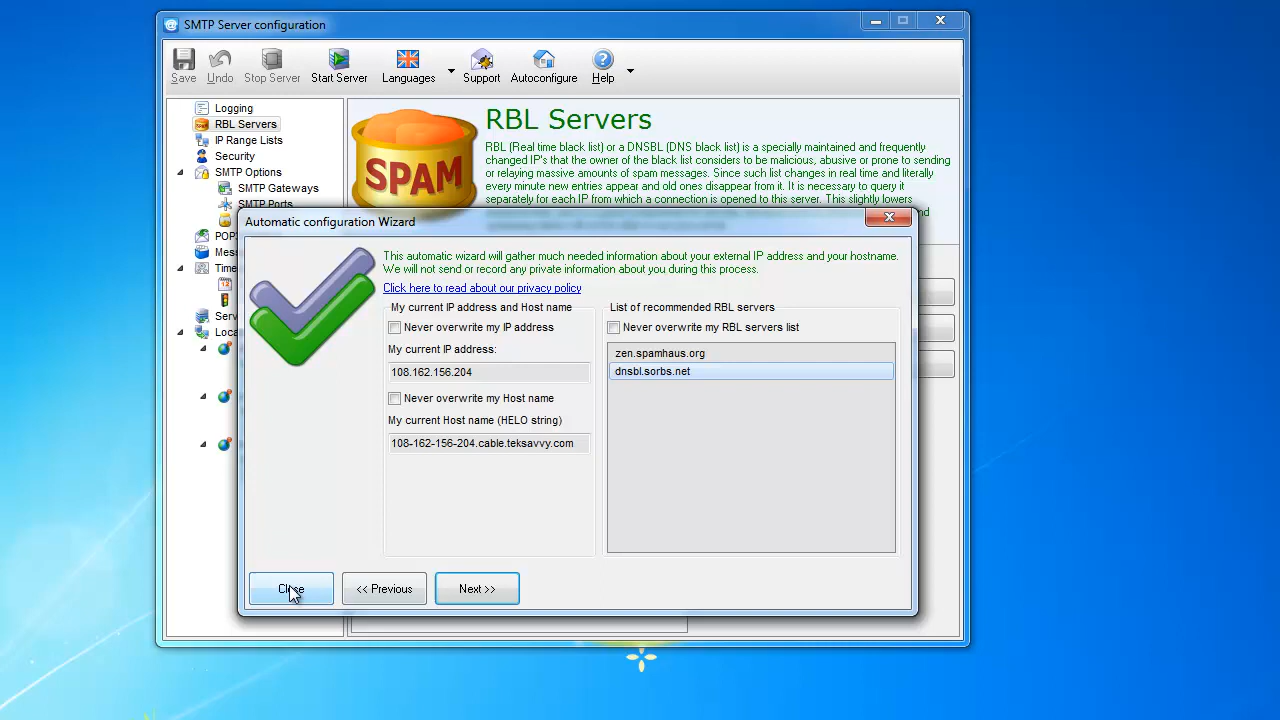 SMTP Server configuration
Save
Undo
Stop Server
Start Server
Languages
Support
Autoconfigure
Help
Logging
RBL Servers
IP Range Lists
Security
SMTP Options
SMTP Gateways
SMTP Ports
POP
Mess
Time
Serv
Loca
SPAM
RBL Servers
RBL (Real time black list) or a DNSBL (DNS black list) is a specially maintained and frequently
changed IP's that the owner of the black list considers to be malicious, abusive or prone to sending
or relaying massive amounts of spam messages. Since such list changes in real time and literally
every minute new entries appear and old ones disappear from it. It is necessary to query it
separately for each IP from which a connection is opened to this server. This slightly lowers
nd
Automatic configuration Wizard
This automatic wizard will gather much needed information about your external IP address and your hostname.
We will not send or record any private information about you during this process.
Click here to read about our privacy policy
My current IP address and Host name
Never overwrite my IP address
My current IP address:
108.162.156.204
Never overwrite my Host name
My current Host name (HELO string)
108-162-156-204.cable.teksavvy.com
List of recommended RBL servers
Never overwrite my RBL servers list
zen.spamhaus.org
dnsbl.sorbs.net
Close
<< Previous
Next >>